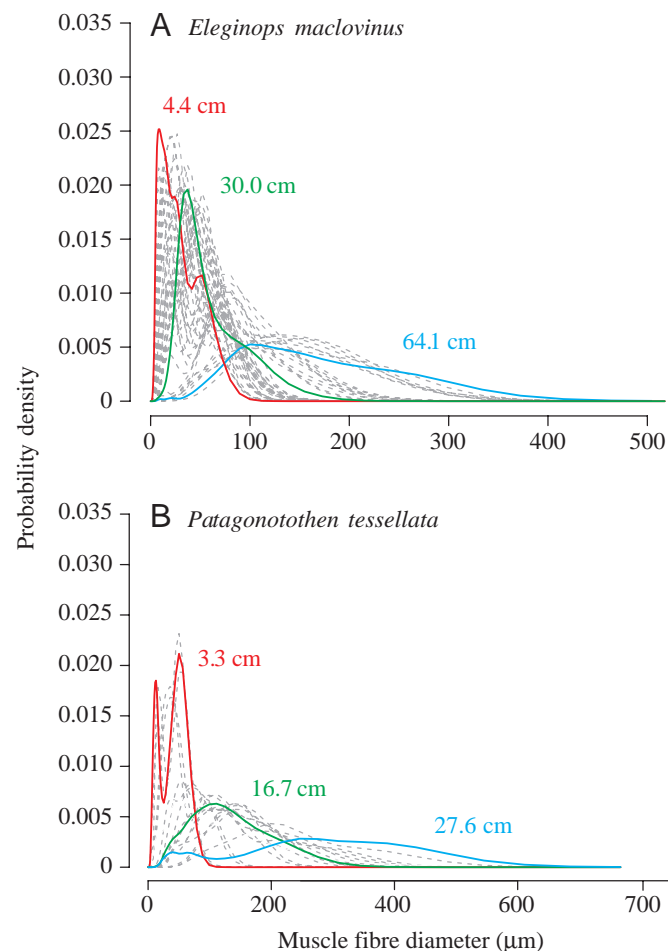 A Eleginops maclovinus
0.035
0.030
0.025
0.020
0.015
0.010
0.005
0
4.4 cm
30.0 cm
64.1 cm
0 100 200 300 400 500
Probability density
B Patagonotothen tessellata
0.035
0.030
0.025
0.020
0.015
0.010
0.005
0
3.3 cm
16.7 cm
27.6 cm
0 200 400 600 700
Muscle fibre diameter (μm)